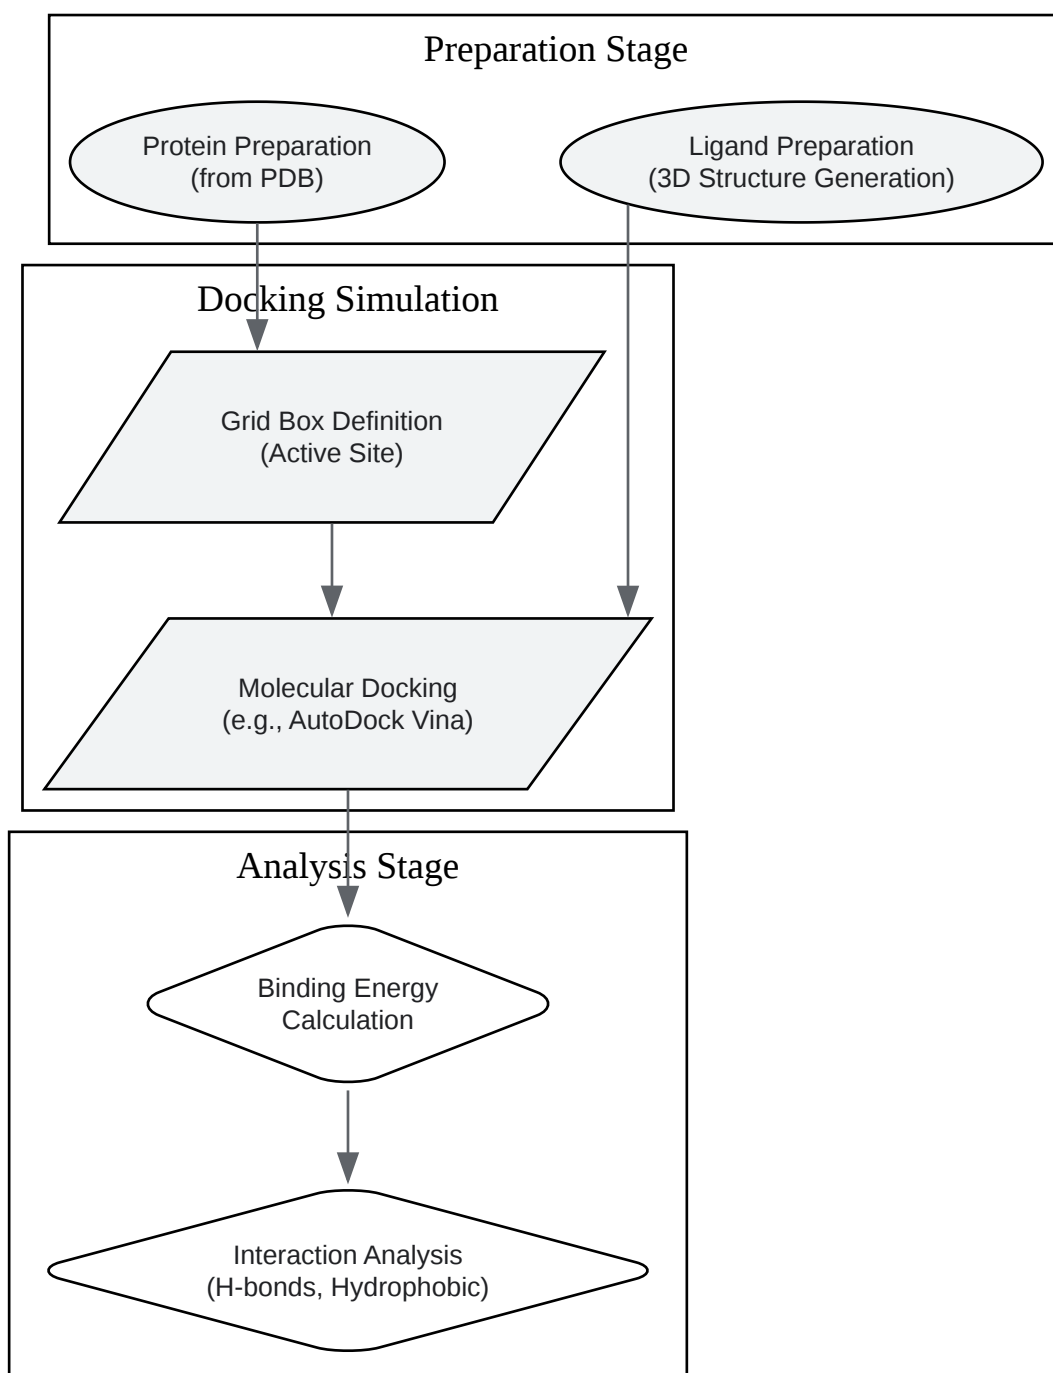 Preparation Stage
Protein Preparation
(from PDB)
Ligand Preparation
(3D Structure Generation)
Docking Simulation
Grid Box Definition
(Active Site)
Molecular Docking
(e.g., AutoDock Vina)
Analysis Stage
Binding Energy
Calculation
Interaction Analysis
(H-bonds, Hydrophobic)